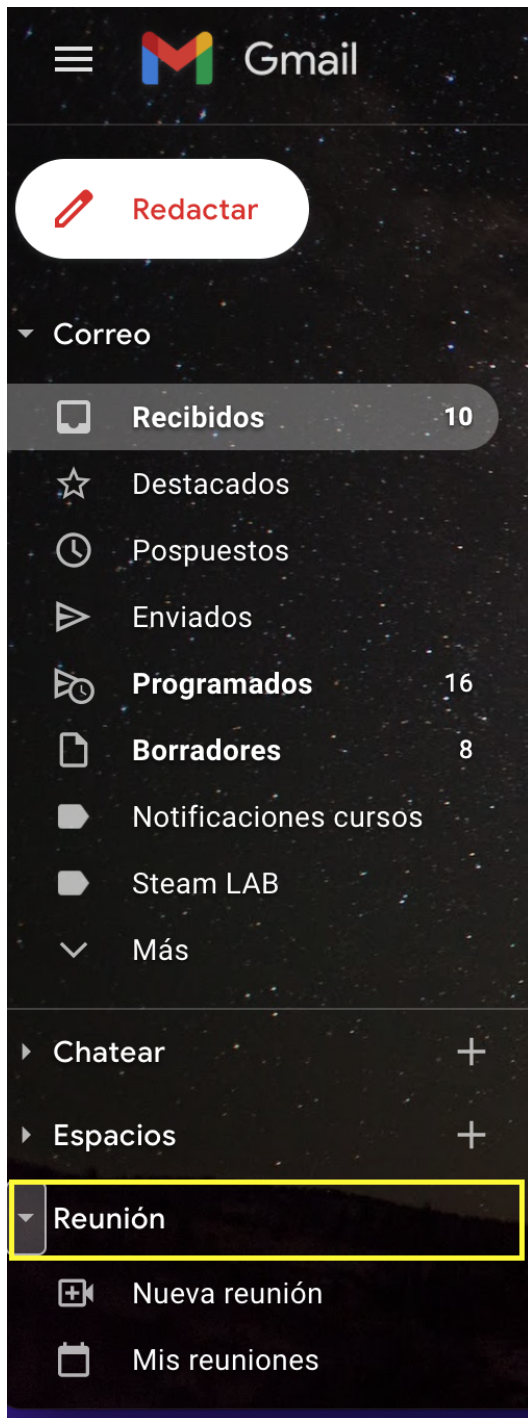 Gmail
Redactar
Correo
Recibidos 10
Destacados
Pospuestos
Enviados
Programados 16
Borradores 8
Notificaciones cursos
Steam LAB
Más
Chatear
Espacios
Reunión
Nueva reunión
Mis reuniones